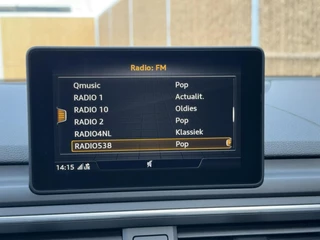 Radio: FM
Qmusic Pop
RADIO 1 Actualit.
RADIO 10 Oldies
RADIO 2 Pop
RADIO4NL Klassiek
RADIO538 Pop
14:15